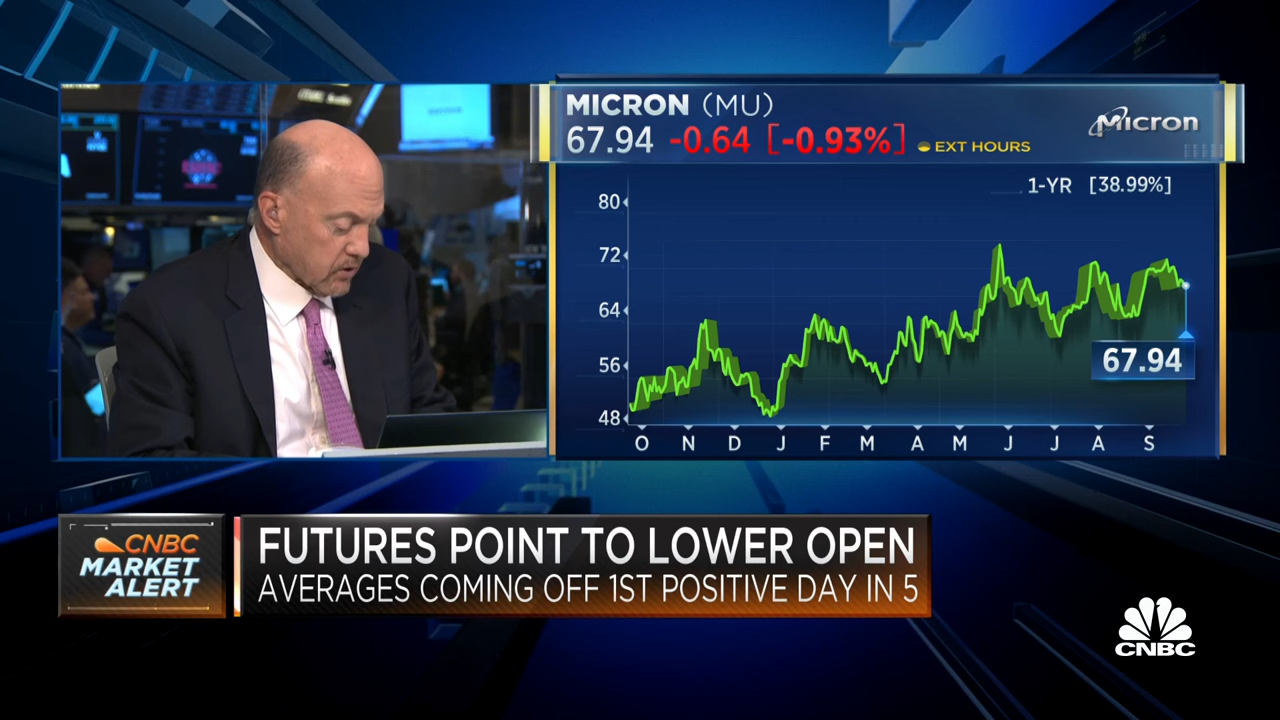 MICRON (MU)
67.94 -0.64 [-0.93%] EXT HOURS
Micron
1-YR [38.99%]
80
72
64
56
48
O N D J F M A M J J A S
67.94
CNBC
MARKET
ALERT
FUTURES POINT TO LOWER OPEN
AVERAGES COMING OFF 1ST POSITIVE DAY IN 5
CNBC